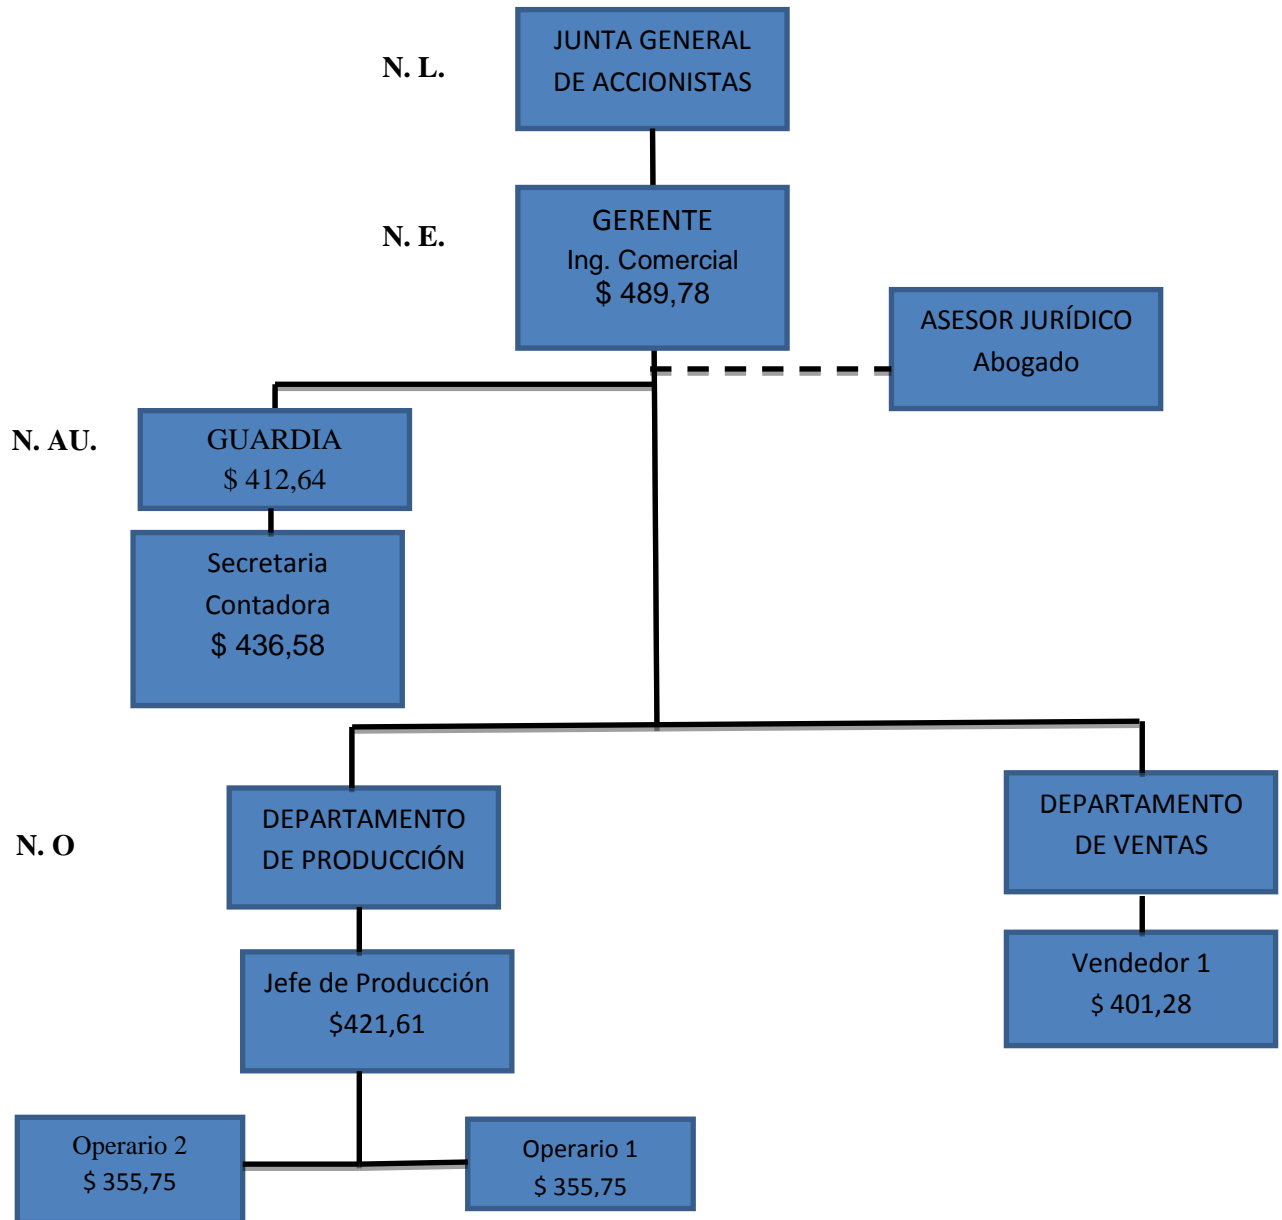 JUNTA GENERAL
DE ACCIONISTAS
N. L.
GERENTE
Ing. Comercial
$ 489,78
N. E.
ASESOR JURÍDICO
Abogado
N. AU.
GUARDIA
$ 412,64
Secretaria
Contadora
$ 436,58
N. O
DEPARTAMENTO
DE PRODUCCIÓN
DEPARTAMENTO
DE VENTAS
Jefe de Producción
$421,61
Vendedor 1
$ 401,28
Operario 2
$ 355,75
Operario 1
$ 355,75